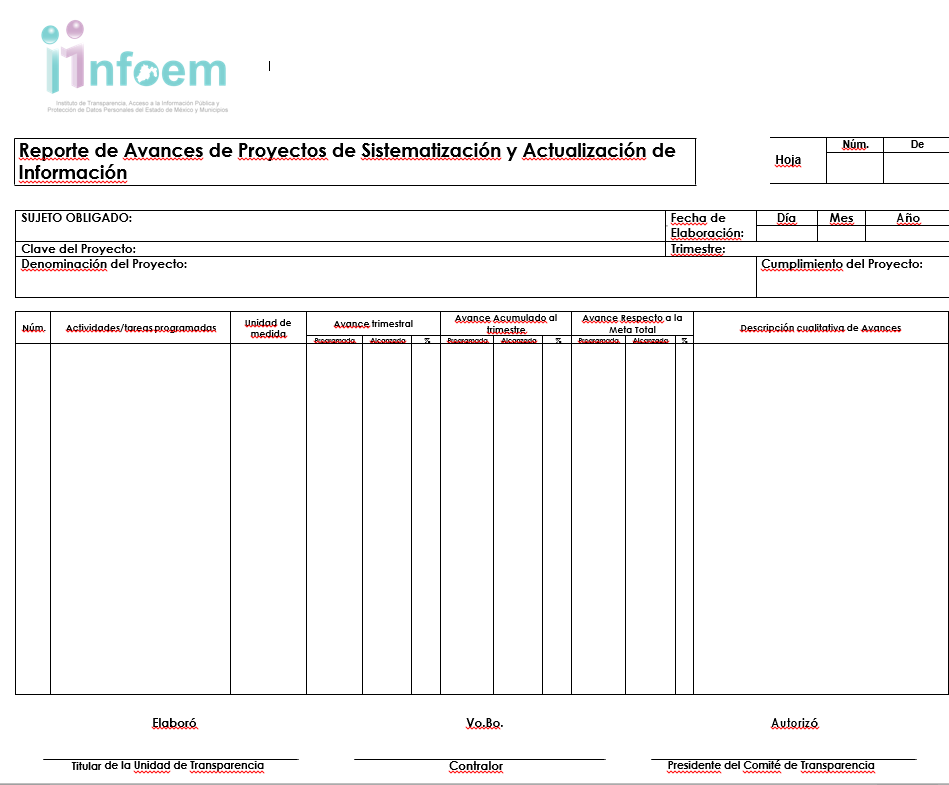 infoem
Instituto de Transparencia, Acceso a la Información Pública y
Protección de Datos Personales del Estado de México y Municipios
Reporte de Avances de Proyectos de Sistematización y Actualización de
Información
Hoja
Núm.
De
SUJETO OBLIGADO:
Fecha de
Elaboración:
Día
Mes
Año
Clave del Proyecto:
Trimestre:
Denominación del Proyecto:
Cumplimiento del Proyecto:
Núm.
Actividades/tareas programadas
Unidad de
medida
Avance trimestral
Avance Acumulado al
trimestre
Avance Respecto a la
Meta Total
Descripción cualitativa de Avances
Programado
Alcanzado
%
Programado
Alcanzado
%
Programado
Alcanzado
%
Elaboró
Vo.Bo.
Autorizó
Titular de la Unidad de Transparencia
Contralor
Presidente del Comité de Transparencia